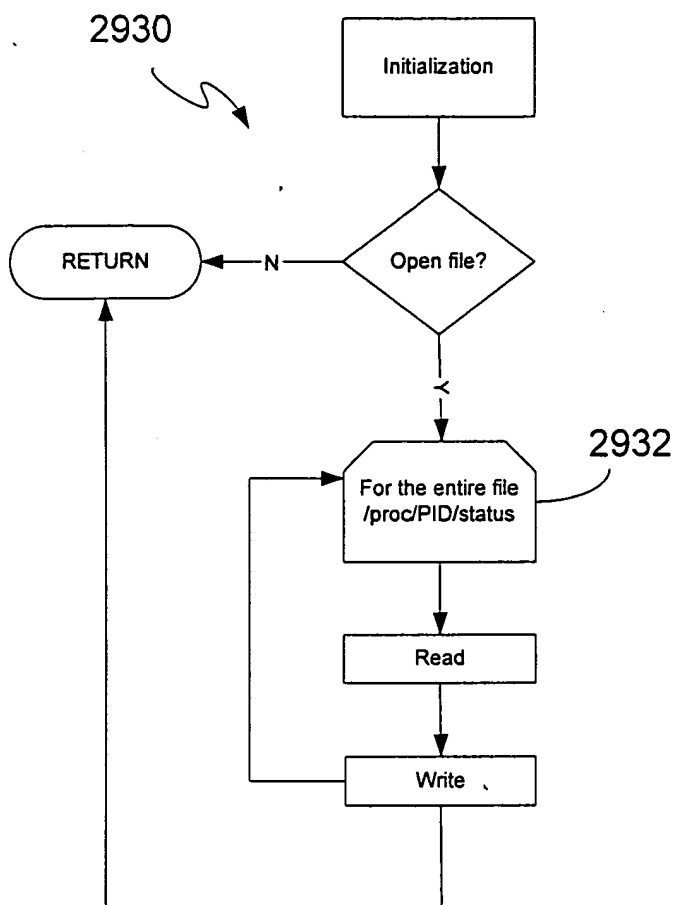 2930
Initialization
RETURN
N
Open file?
Y
2932
For the entire file
/proc/PID/status
Read
Write